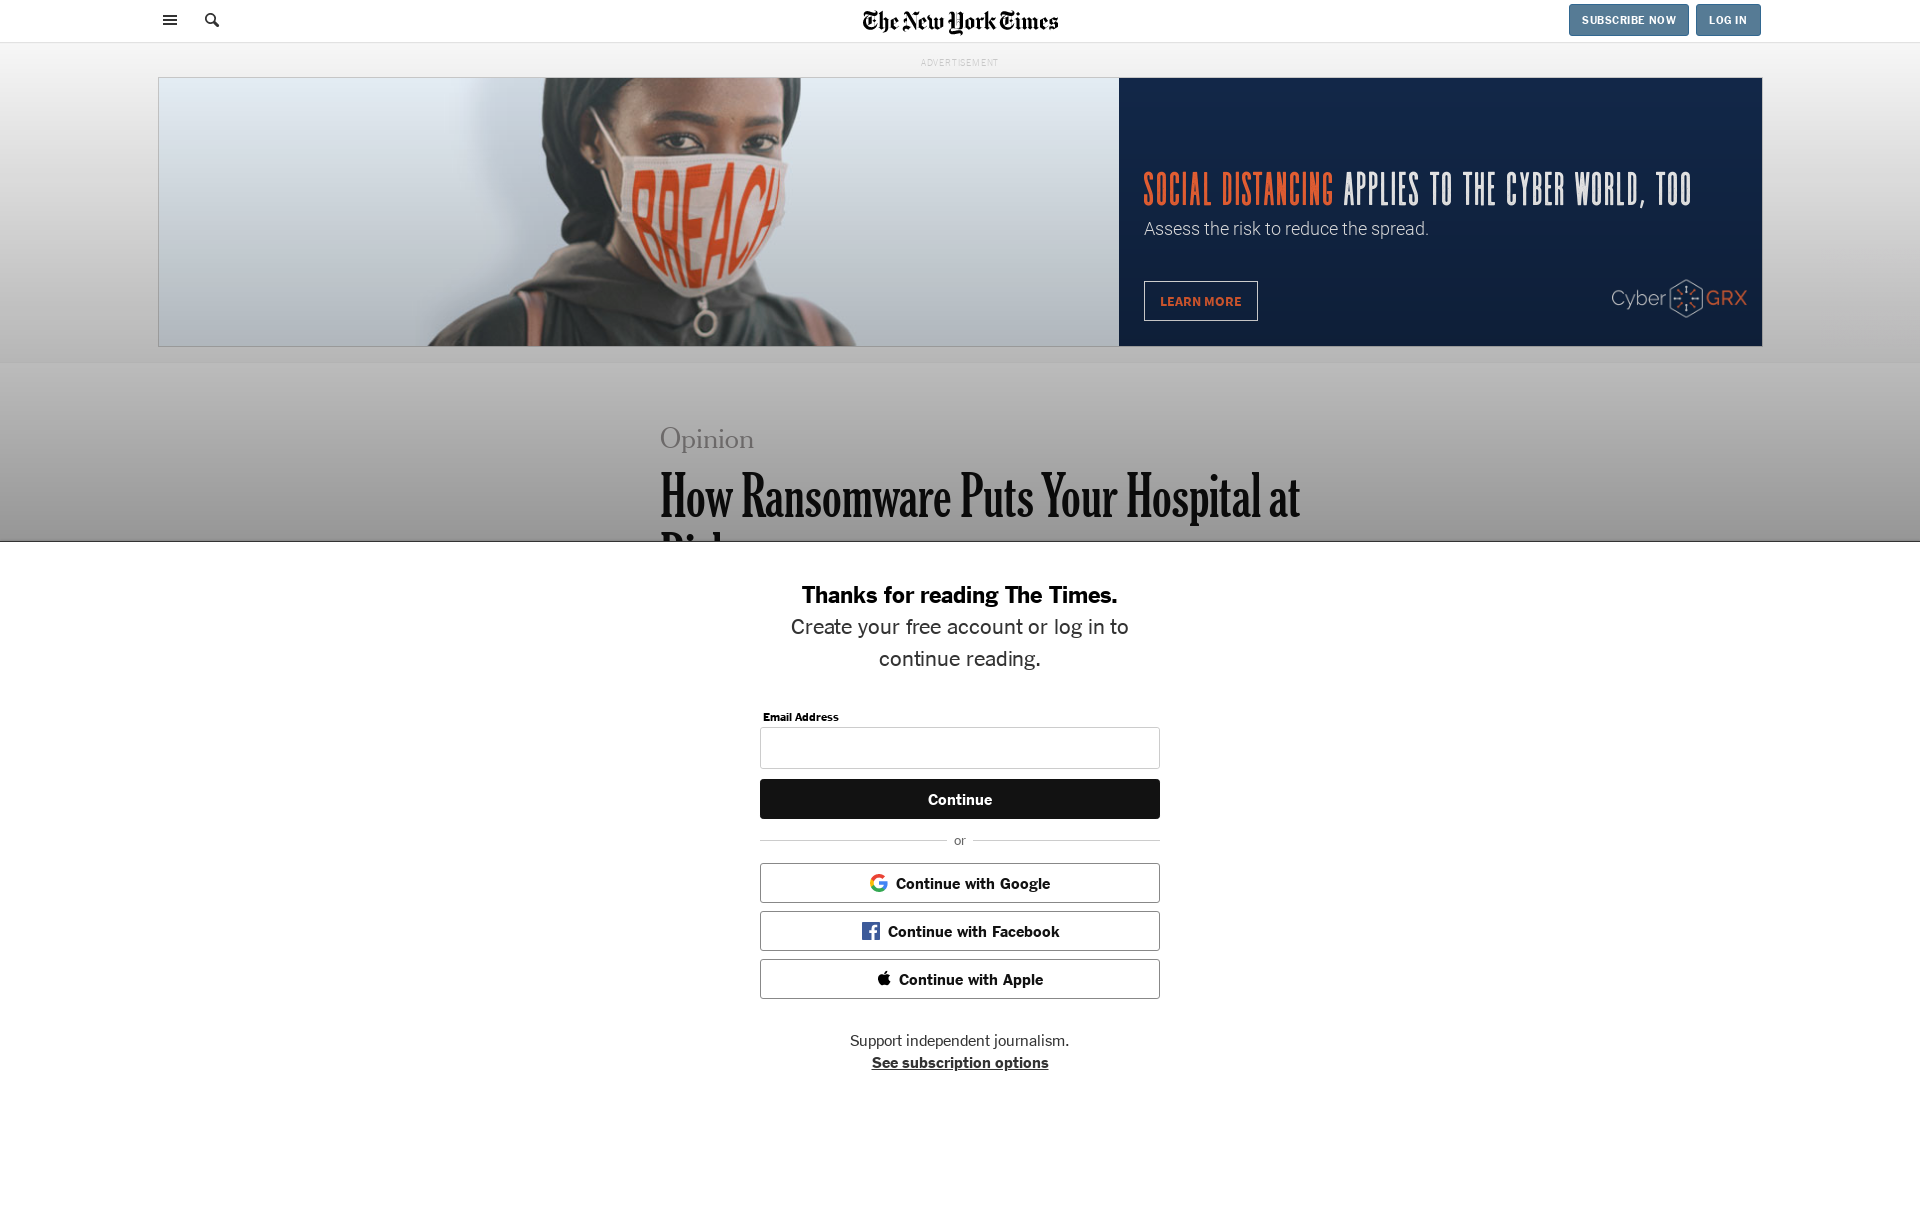 The New York Times
SUBSCRIBE NOW
LOG IN
ADVERTISEMENT
BREACH
SOCIAL DISTANCING APPLIES TO THE CYBER WORLD, TOO
Assess the risk to reduce the spread.
LEARN MORE
CyberGRX
Opinion
How Ransomware Puts Your Hospital at
Thanks for reading The Times.
Create your free account or log in to
continue reading.
Email Address
Continue
or
Continue with Google
Continue with Facebook
Continue with Apple
Support independent journalism.
See subscription options